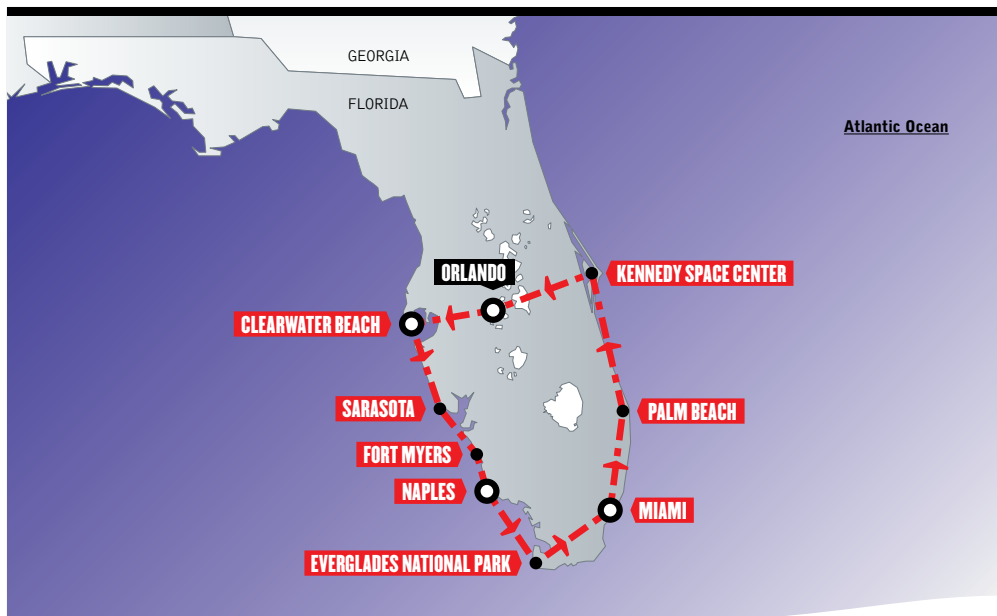 GEORGIA
FLORIDA
Atlantic Ocean
ORLANDO
KENNEDY SPACE CENTER
CLEARWATER BEACH
SARASOTA
PALM BEACH
FORT MYERS
NAPLES
MIAMI
EVERGLADES NATIONAL PARK